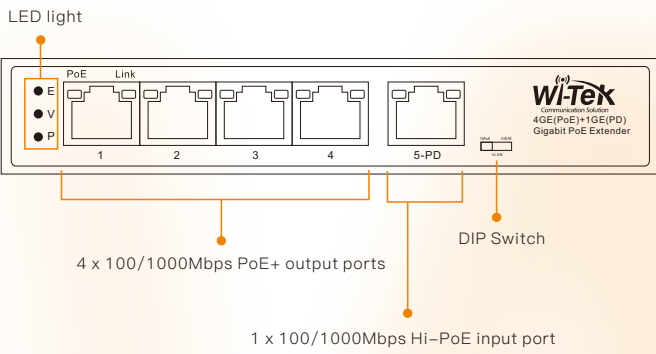 LED light
PoE Link
E
V
P
1 2 3 4 5-PD
Wi-Tek
Communication Solution
4GE(PoE)+1GE(PD)
Gigabit PoE Extender
VLAN
DIP Switch
4 x 100/1000Mbps PoE+ output ports
1 x 100/1000Mbps Hi-PoE input port